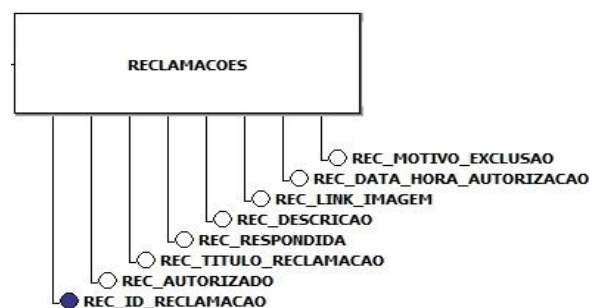 RECLAMACOES
REC_MOTIVO_EXCLUSAO
REC_DATA_HORA_AUTORIZACAO
REC_LINK_IMAGEM
REC_DESCRICAO
REC_RESPONDIDA
REC_TITULO_RECLAMACAO
REC_AUTORIZADO
REC_ID_RECLAMACAO